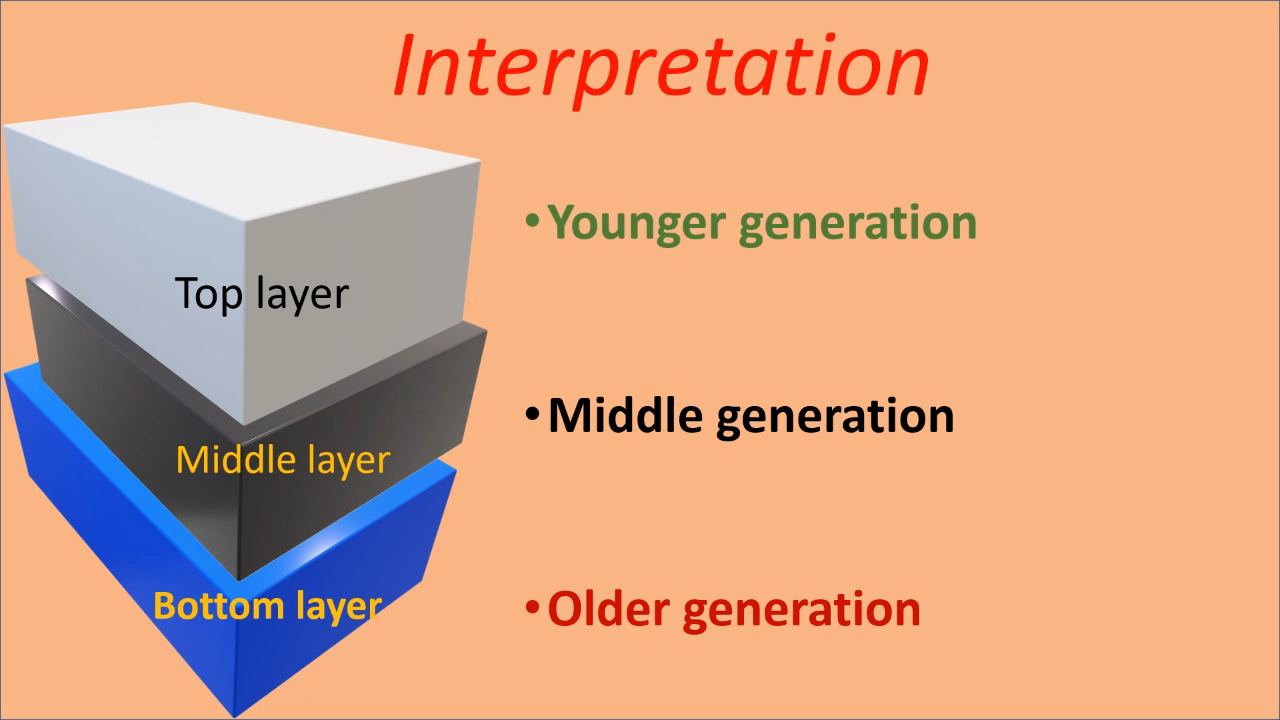 Interpretation
Top layer
Middle layer
Bottom layer
•Younger generation
•Middle generation
•Older generation